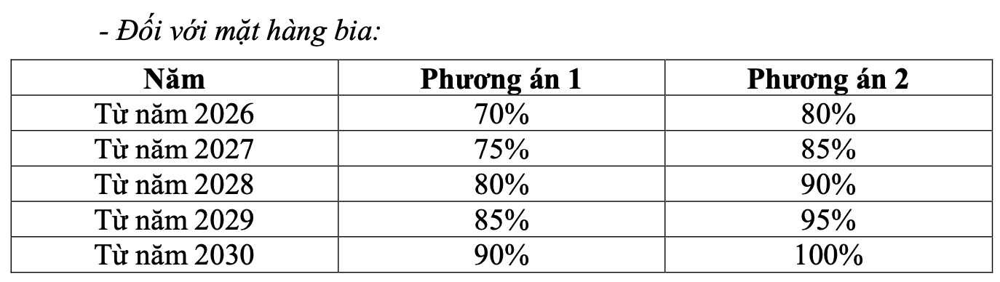 - Đối với mặt hàng bia:
Năm Phương án 1 Phương án 2
Từ năm 2026 70% 80%
Từ năm 2027 75% 85%
Từ năm 2028 80% 90%
Từ năm 2029 85% 95%
Từ năm 2030 90% 100%